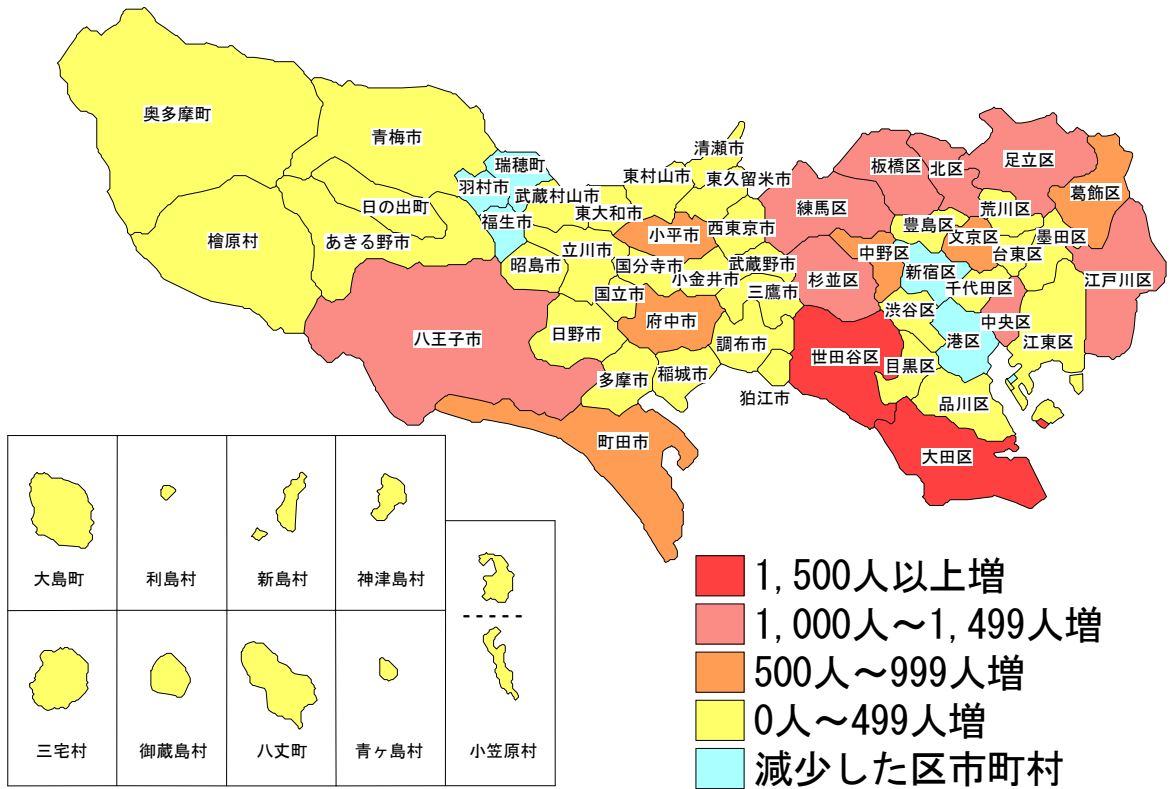 奥多摩町
青梅市
瑞穂町
羽村市
武蔵村山市
福生市
日の出町
檜原村
あきる野市
昭島市
東大和市
立川市
東村山市
清瀬市
東久留米市
小平市
西東京市
国分寺市
小金井市
武蔵野市
三鷹市
国立市
府中市
八王子市
日野市
調布市
多摩市
稲城市
狛江市
町田市
練馬区
板橋区
北区
足立区
葛飾区
荒川区
豊島区
文京区
台東区
墨田区
中野区
新宿区
千代田区
江戸川区
杉並区
渋谷区
中央区
港区
江東区
世田谷区
目黒区
品川区
大田区
大島町
利島村
新島村
神津島村
三宅村
御蔵島村
八丈町
青ヶ島村
小笠原村
1,500人以上増
1,000人～1,499人増
500人～999人増
0人～499人増
減少した区市町村